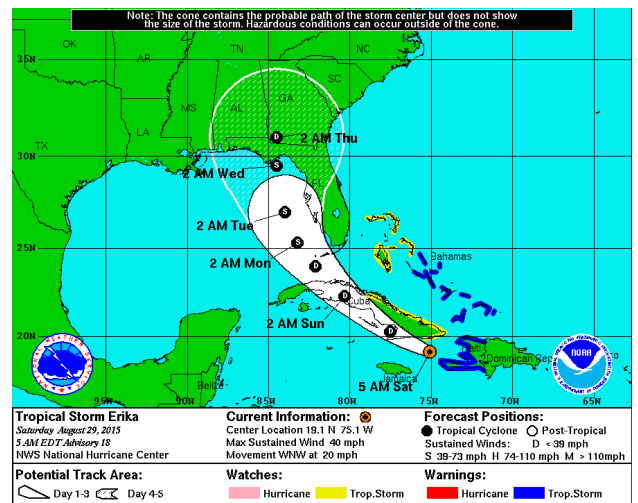 Note: The cone contains the probable path of the storm center but does not show
the size of the storm. Hazardous conditions can occur outside of the cone.
OK
AR
TN
NC
35N
SC
MS
AL
GA
TX
LA
D
2 AM Thu
30N
S
2 AM Wed
FL
S
2 AM Tue
25N
S
2 AM Mon
D
Bahamas
D
Cuba
2 AM Sun
D
20N
Haiti
Dominican Rep
Jamaica
5 AM Sat
Belize
NOAA
95W
90W
85W
80W
75W
70W
65W
Tropical Storm Erika
Saturday August 29, 2015
5 AM EDT Advisory 18
NWS National Hurricane Center
Current Information:
Center Location 19.1 N 75.1 W
Max Sustained Wind 40 mph
Movement WNW at 20 mph
Forecast Positions:
Tropical Cyclone Post-Tropical
Sustained Winds: D < 39 mph
S 39-73 mph H 74-110 mph M > 110mph
Potential Track Area:
Day 1-3 Day 4-5
Watches:
Hurricane Trop.Storm
Warnings:
Hurricane Trop.Storm